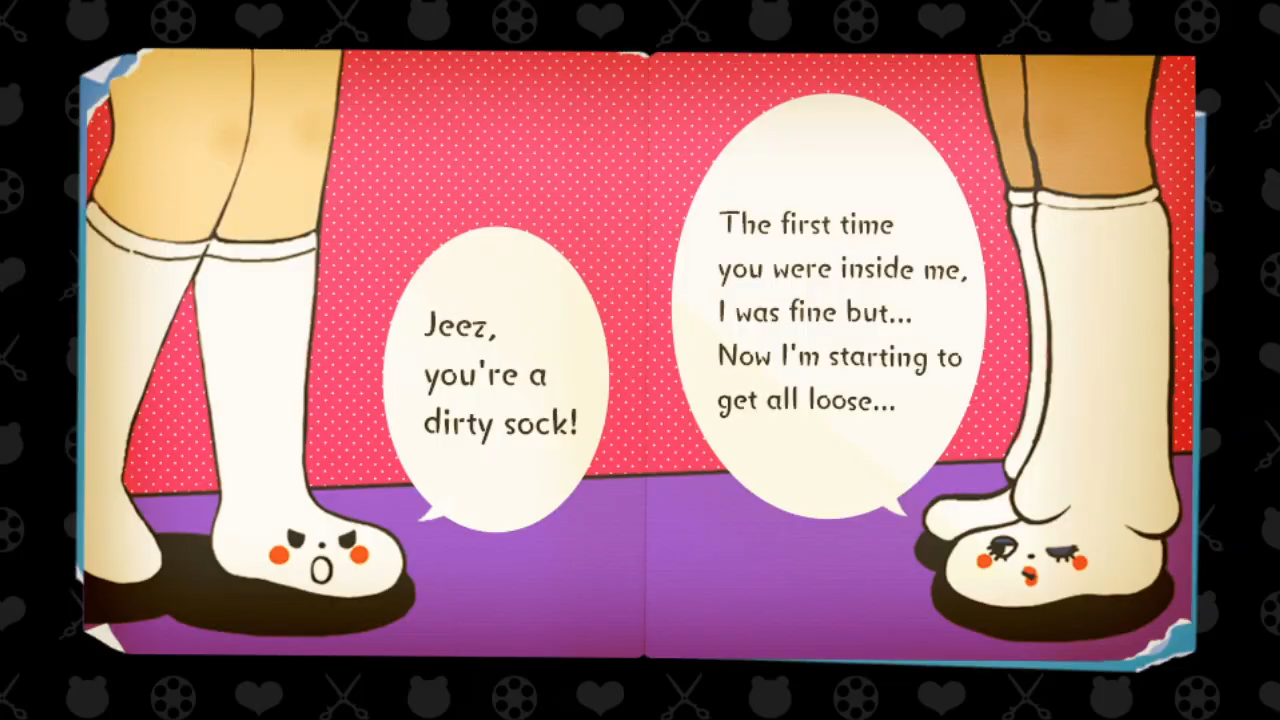 Jeez,
you're a
dirty sock!
The first time
you were inside me,
I was fine but...
Now I'm starting to
get all loose...